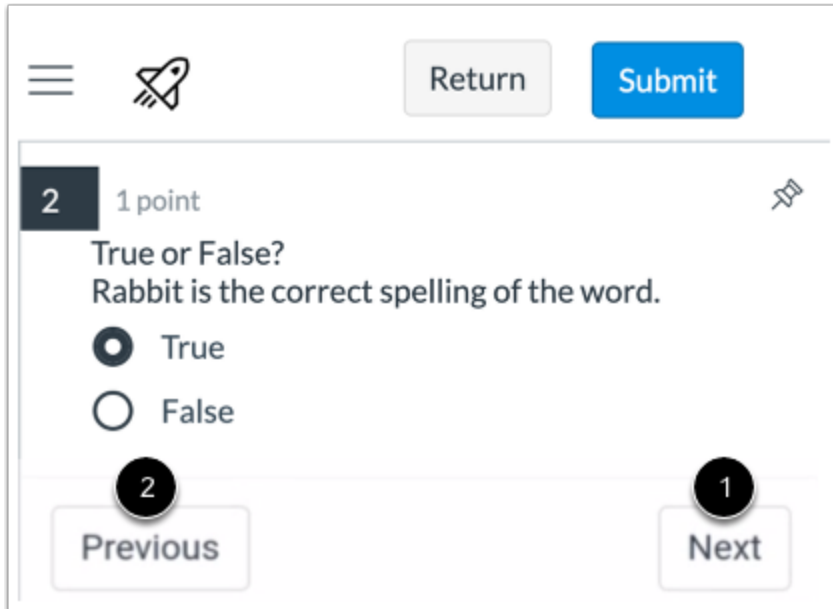 Return Submit
2 1 point
True or False?
Rabbit is the correct spelling of the word.
True
False
2 1
Previous Next